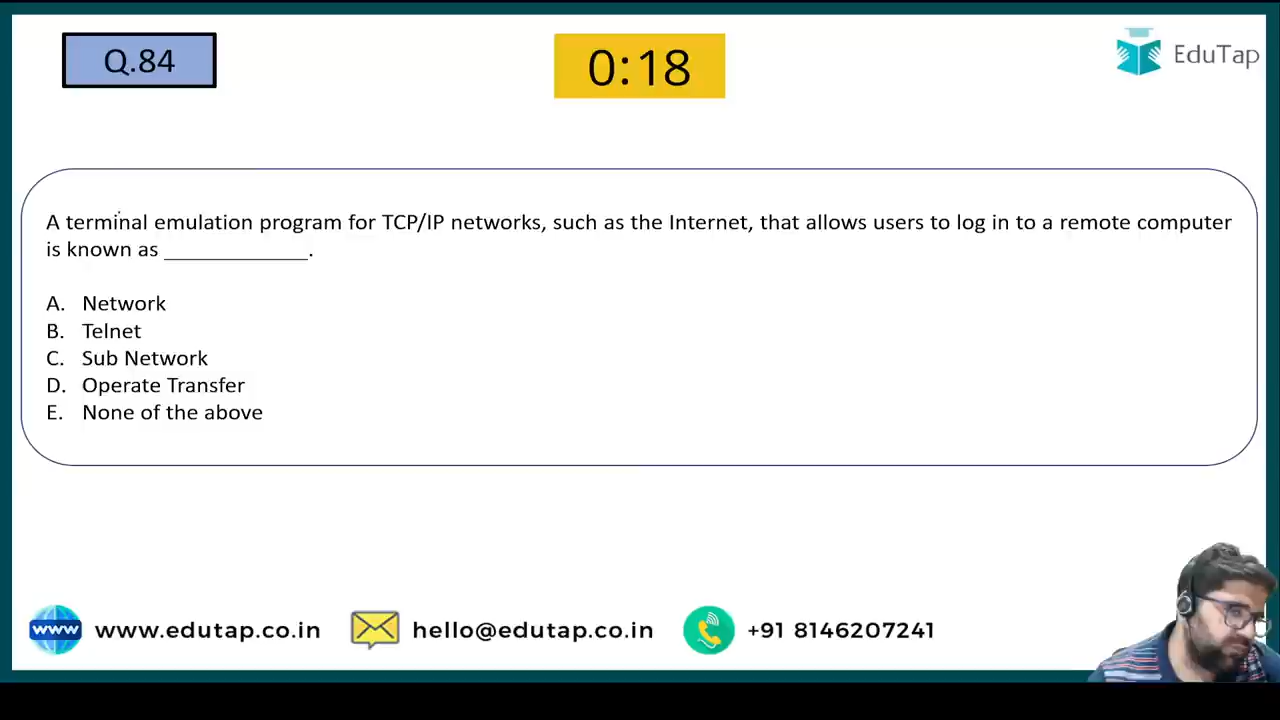 Q.84
0:18
EduTap
A terminal emulation program for TCP/IP networks, such as the Internet, that allows users to log in to a remote computer
is known as _____________.
A. Network
B. Telnet
C. Sub Network
D. Operate Transfer
E. None of the above
www www.edutap.co.in hello@edutap.co.in +91 8146207241